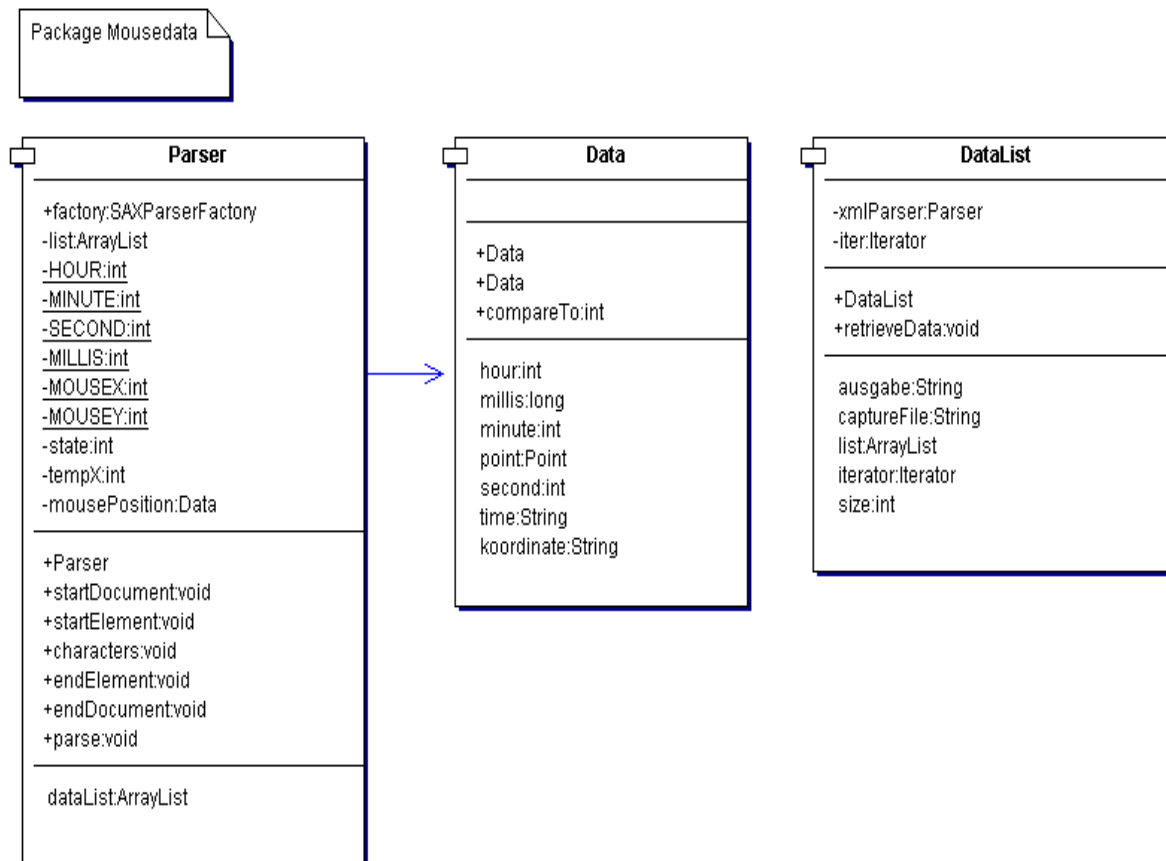 Package Mousedata
Parser
+factory:SAXParserFactory
-list:ArrayList
-HOUR:int
-MINUTE:int
-SECOND:int
-MILLIS:int
-MOUSEX:int
-MOUSEY:int
-state:int
-tempX:int
-mousePosition:Data
+Parser
+startDocument:void
+startElement:void
+characters:void
+endElement:void
+endDocument:void
+parse:void
dataList:ArrayList
Data
+Data
+Data
+compareTo:int
hour:int
millis:long
minute:int
point:Point
second:int
time:String
koordinate:String
DataList
-xmlParser:Parser
-iter:Iterator
+DataList
+retrieveData:void
ausgabe:String
captureFile:String
list:ArrayList
iterator:Iterator
size:int